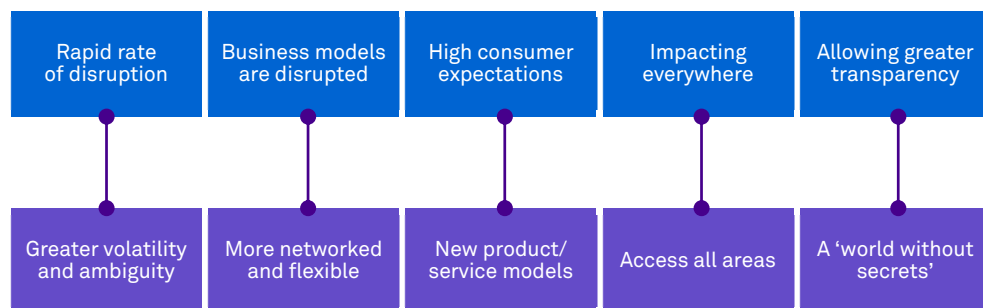 Rapid rate
of disruption
Business models
are disrupted
High consumer
expectations
Impacting
everywhere
Allowing greater
transparency
Greater volatility
and ambiguity
More networked
and flexible
New product/
service models
Access all areas
A ‘world without
secrets’